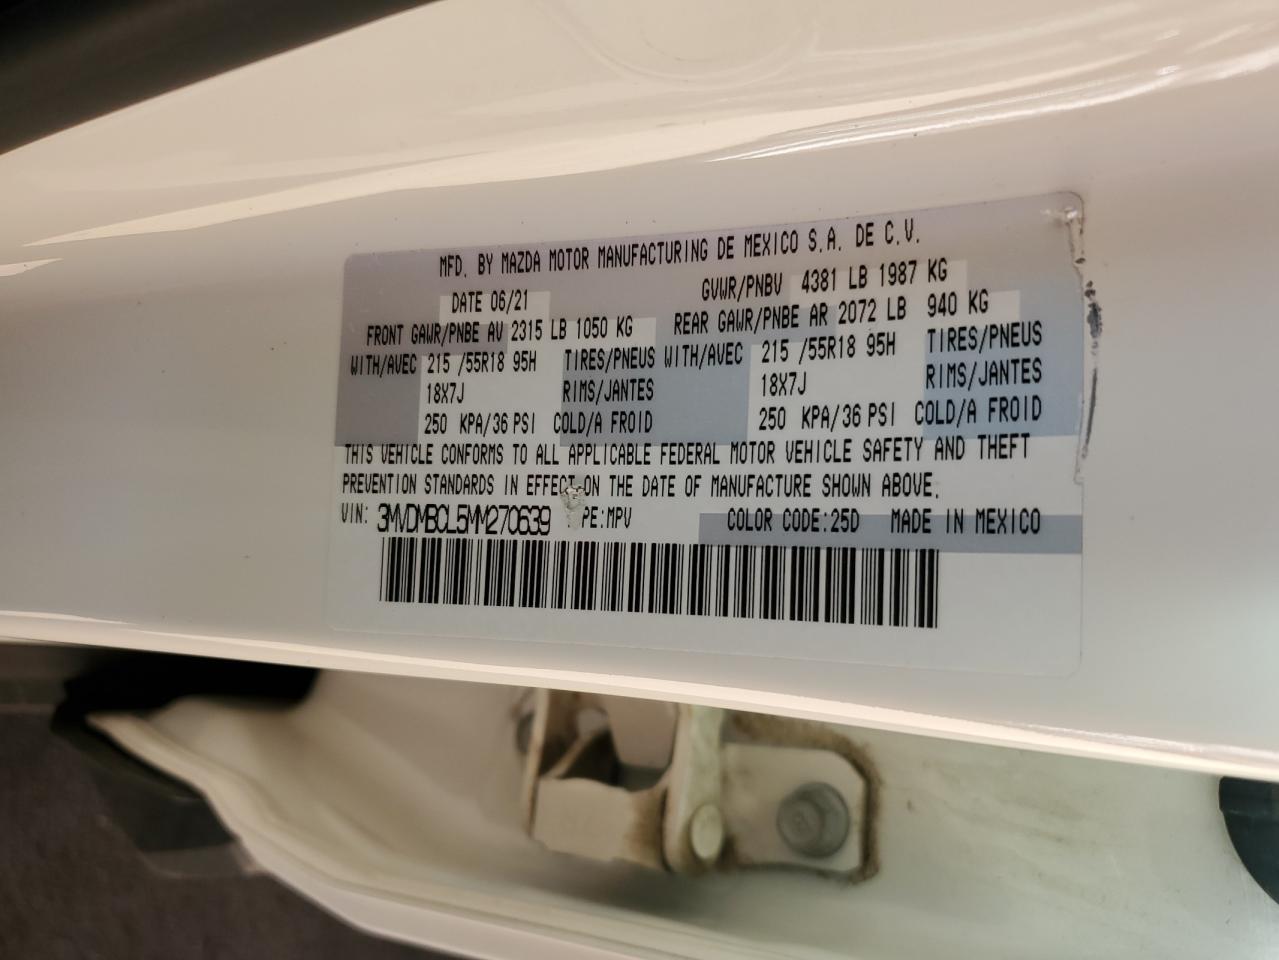 MFD. BY MAZDA MOTOR MANUFACTURING DE MEXICO S.A. DE C.V.
DATE 06/21 GVWR/PNBV 4381 LB 1987 KG
FRONT GAWR/PNBE AV 2315 LB 1050 KG REAR GAWR/PNBE AR 2072 LB 940 KG
WITH/AVEC 215 /55R18 95H TIRES/PNEUS WITH/AVEC 215 /55R18 95H TIRES/PNEUS
18X7J RIMS/JANTES 18X7J RIMS/JANTES
250 KPA/36 PSI COLD/A FROID 250 KPA/36 PSI COLD/A FROID
THIS VEHICLE CONFORMS TO ALL APPLICABLE FEDERAL MOTOR VEHICLE SAFETY AND THEFT
PREVENTION STANDARDS IN EFFECT ON THE DATE OF MANUFACTURE SHOWN ABOVE.
VIN: 3MVDMBCL5MM270639 PE:MPV COLOR CODE:25D MADE IN MEXICO